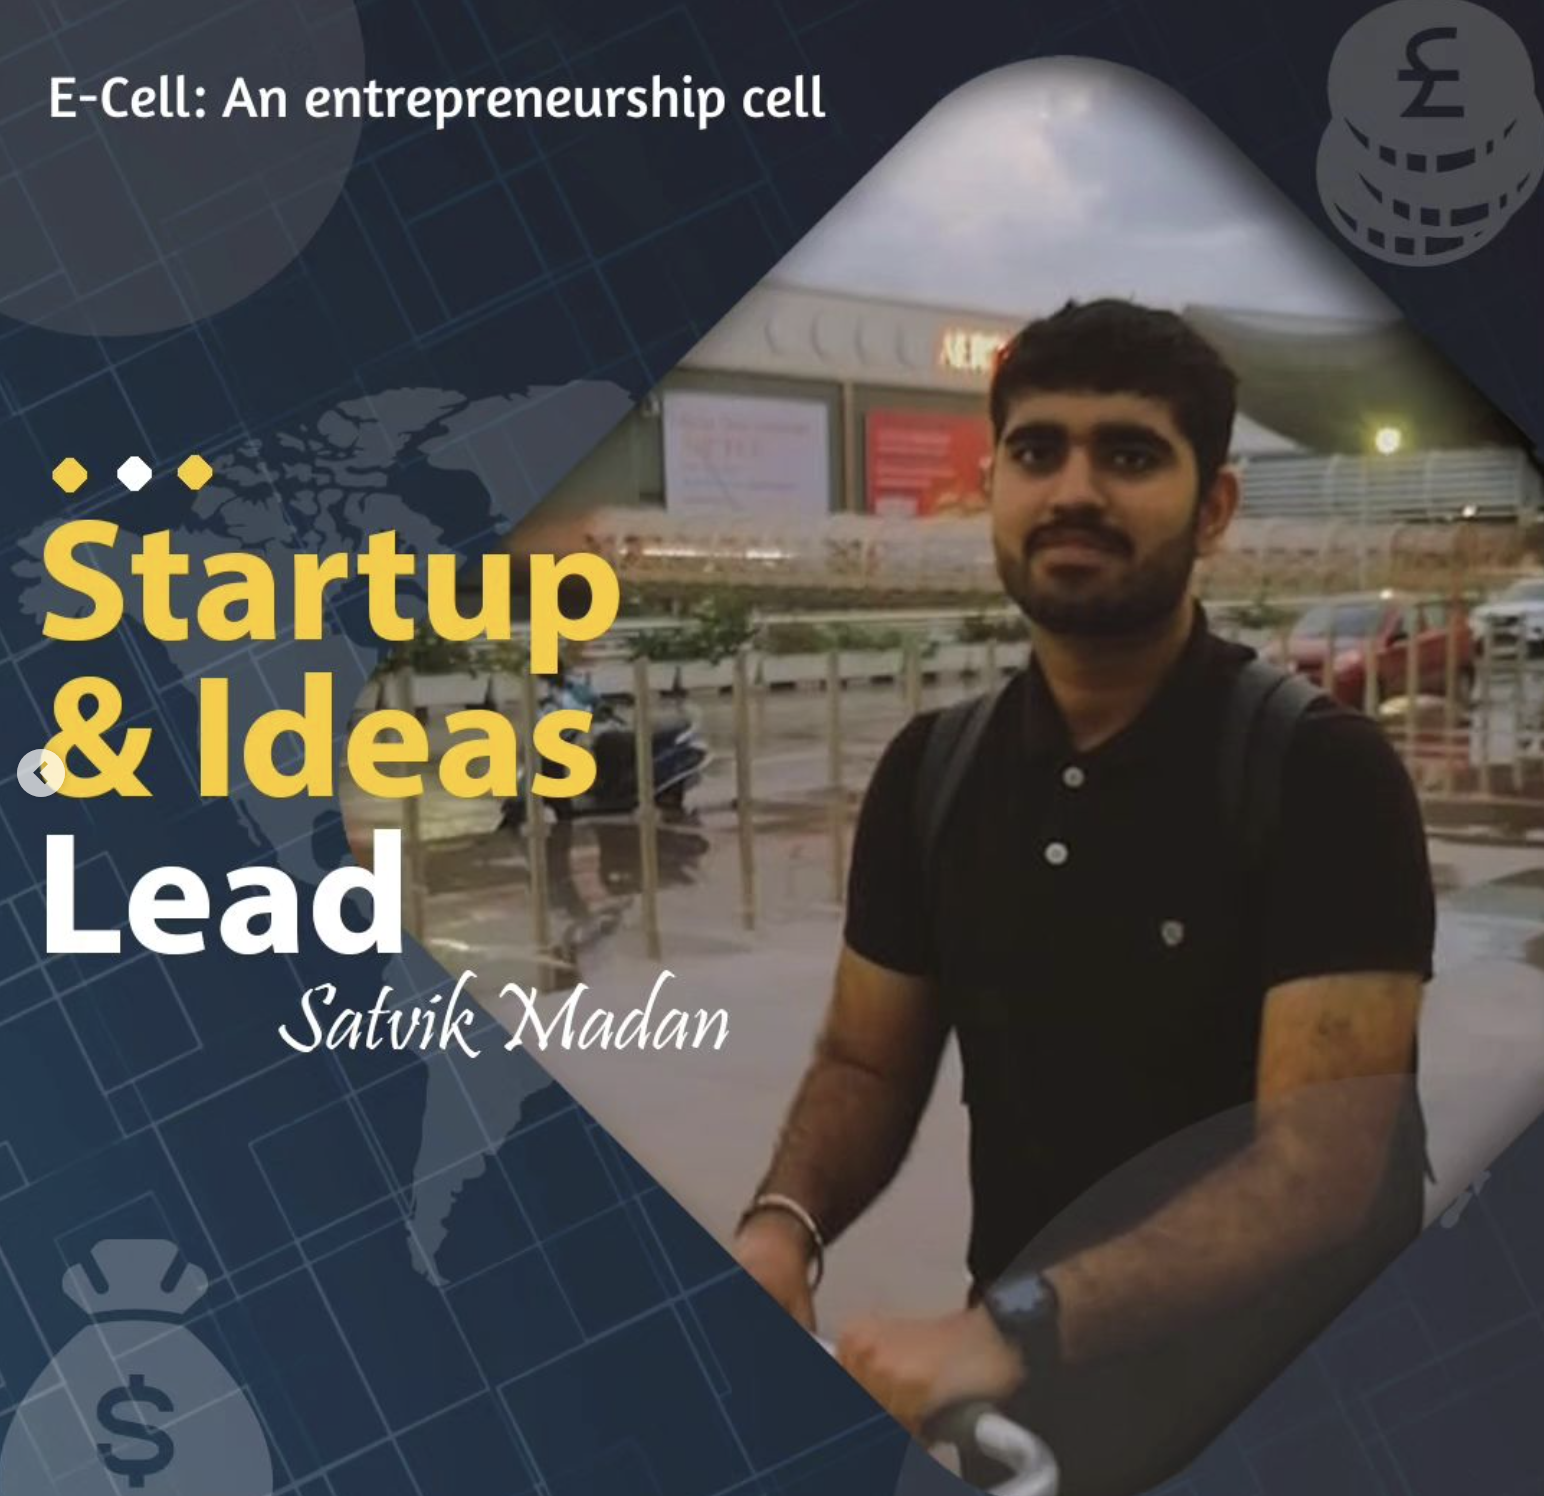 E-Cell: An entrepreneurship cell
£
Startup
& Ideas
Lead
Satvik Madan
$